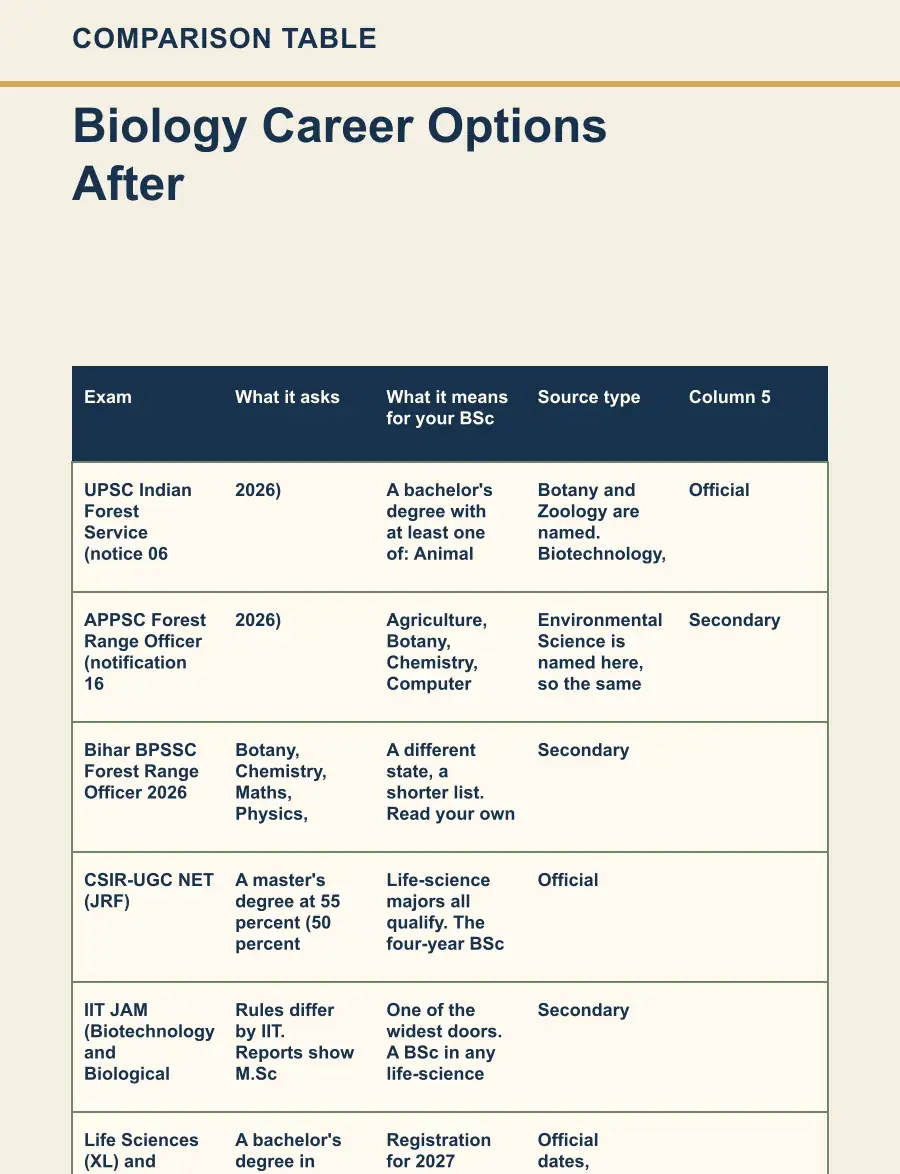 COMPARISON TABLE
Biology Career Options
After
Exam
What it asks
What it means
for your BSc
Source type
Column 5
UPSC Indian
Forest
Service
(notice 06
2026)
A bachelor's
degree with
at least one
of: Animal
Botany and
Zoology are
named.
Biotechnology,
Official
APPSC Forest
Range Officer
(notification
16
2026)
Agriculture,
Botany,
Chemistry,
Computer
Environmental
Science is
named here,
so the same
Secondary
Bihar BPSSC
Forest Range
Officer 2026
Botany,
Chemistry,
Maths,
Physics,
A different
state, a
shorter list.
Read your own
Secondary
CSIR-UGC NET
(JRF)
A master's
degree at 55
percent (50
percent
Life-science
majors all
qualify. The
four-year BSc
Official
IIT JAM
(Biotechnology
and
Biological
Rules differ
by IIT.
Reports show
M.Sc
One of the
widest doors.
A BSc in any
life-science
Secondary
Life Sciences
(XL) and
A bachelor's
degree in
Registration
for 2027
Official
dates,